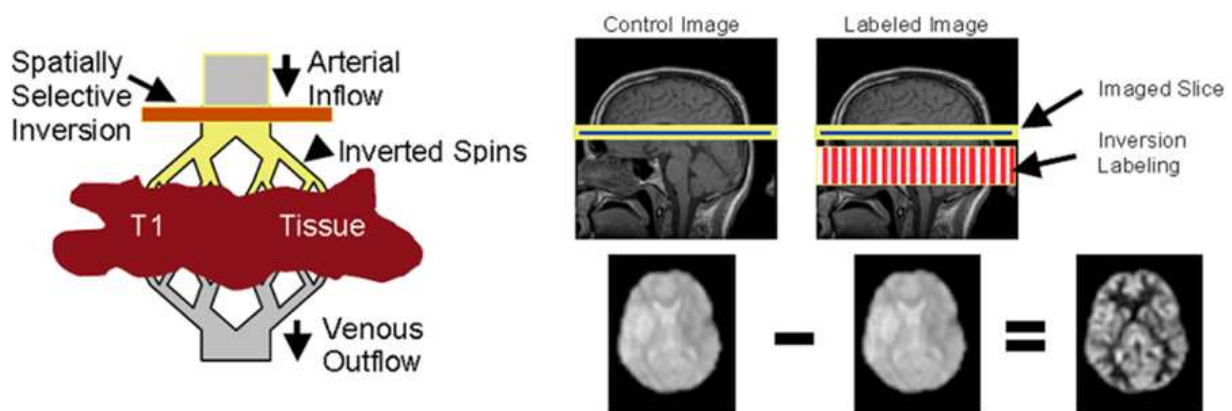 Spatially
Selective
Inversion
Arterial
Inflow
Inverted Spins
T1
Tissue
Venous
Outflow
Control Image
Labeled Image
Imaged Slice
Inversion
Labeling